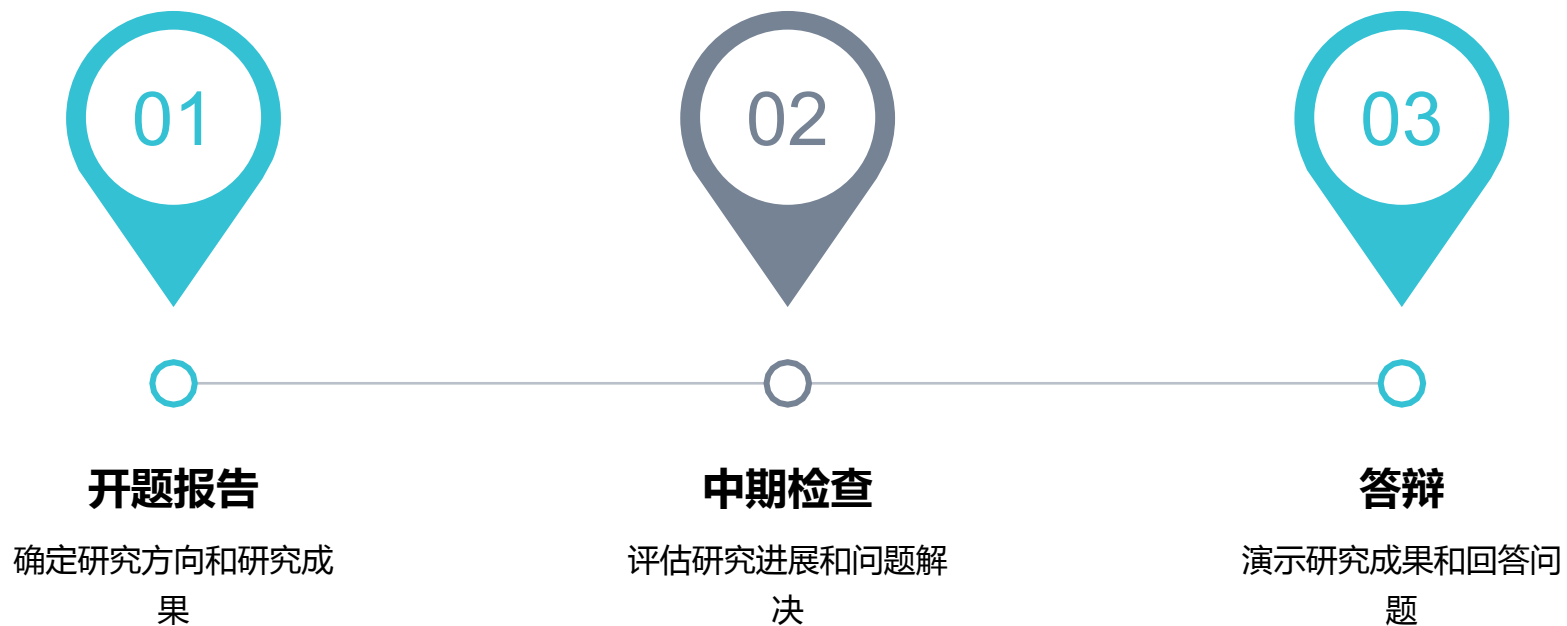 01
02
03
开题报告
中期检查
答辩
确定研究方向和研究成
果
评估研究进展和问题解
决
演示研究成果和回答问
题